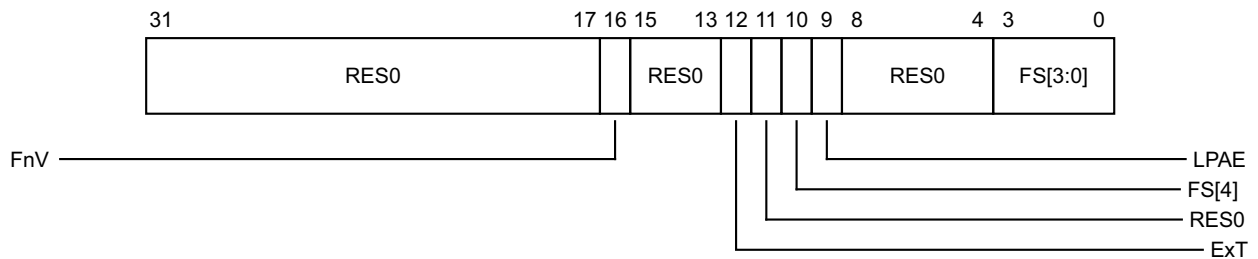 31 17 16 15 13 12 11 10 9 8 4 3 0
RES0 RES0 RES0 FS[3:0]
FnV LPAE
FS[4]
RES0
ExT